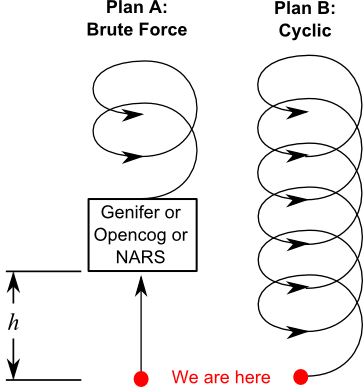 Plan A:
Brute Force
Plan B:
Cyclic
Genifer or
Opencog or
NARS
h
We are here